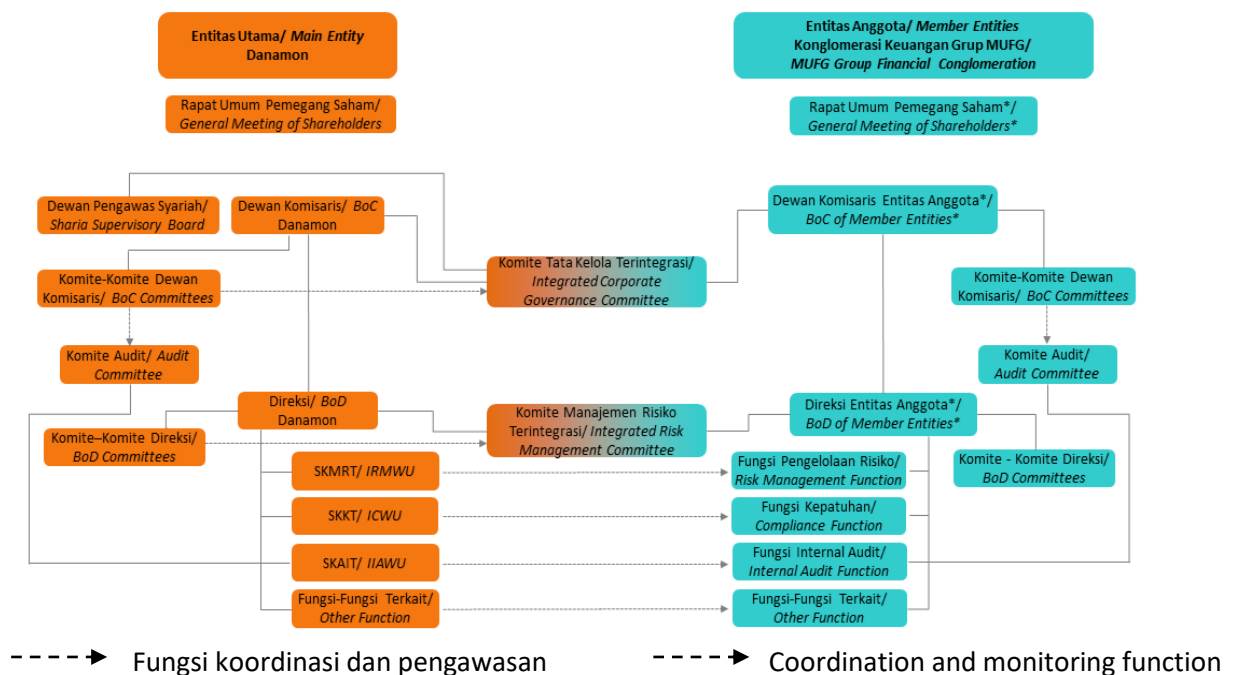 Entitas Utama/ Main Entity
Danamon
Entitas Anggota/ Member Entities
Konglomerasi Keuangan Grup MUFG/
MUFG Group Financial Conglomeration
Rapat Umum Pemegang Saham/
General Meeting of Shareholders
Rapat Umum Pemegang Saham*/
General Meeting of Shareholders*
Dewan Pengawas Syariah/
Sharia Supervisory Board
Dewan Komisaris/ BoC
Danamon
Dewan Komisaris Entitas Anggota*/
BoC of Member Entities*
Komite Tata Kelola Terintegrasi/
Integrated Corporate
Governance Committee
Komite-Komite Dewan
Komisaris/ BoC Committees
Komite-Komite Dewan
Komisaris/ BoC Committees
Komite Audit/ Audit
Committee
Komite Audit/
Audit Committee
Direksi/ BoD
Danamon
Komite Manajemen Risiko
Terintegrasi/ Integrated Risk
Management Committee
Direksi Entitas Anggota*/
BoD of Member Entities*
Komite–Komite Direksi/
BoD Committees
Komite - Komite Direksi/
BoD Committees
SKMRT/ IRMWU
Fungsi Pengelolaan Risiko/
Risk Management Function
SKKT/ ICWU
Fungsi Kepatuhan/
Compliance Function
SKAIT/ IIAWU
Fungsi Internal Audit/
Internal Audit Function
Fungsi-Fungsi Terkait/
Other Function
Fungsi-Fungsi Terkait/
Other Function
Fungsi koordinasi dan pengawasan
Coordination and monitoring function